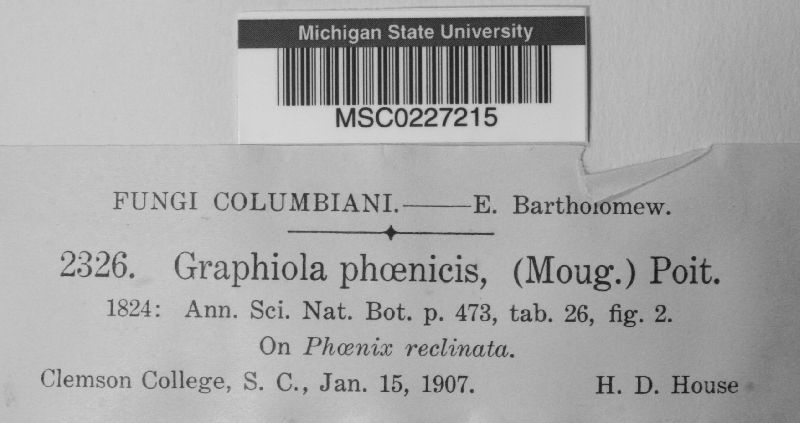 Michigan State University
MSC0227215
FUNGI COLUMBIANI.——E. Bartholomew.
2326. Graphiola phœnicis, (Moug.) Poit.
1824: Ann. Sci. Nat. Bot. p. 473, tab. 26, fig. 2.
On Phœnix reclinata.
Clemson College, S. C., Jan. 15, 1907. H. D. House